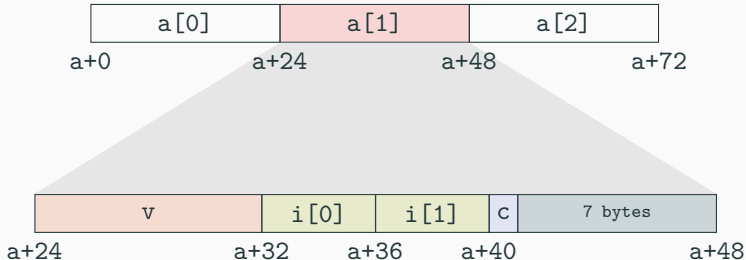 a[0] a[1] a[2]
a+0 a+24 a+48 a+72
v i[0] i[1] c 7 bytes
a+24 a+32 a+36 a+40 a+48